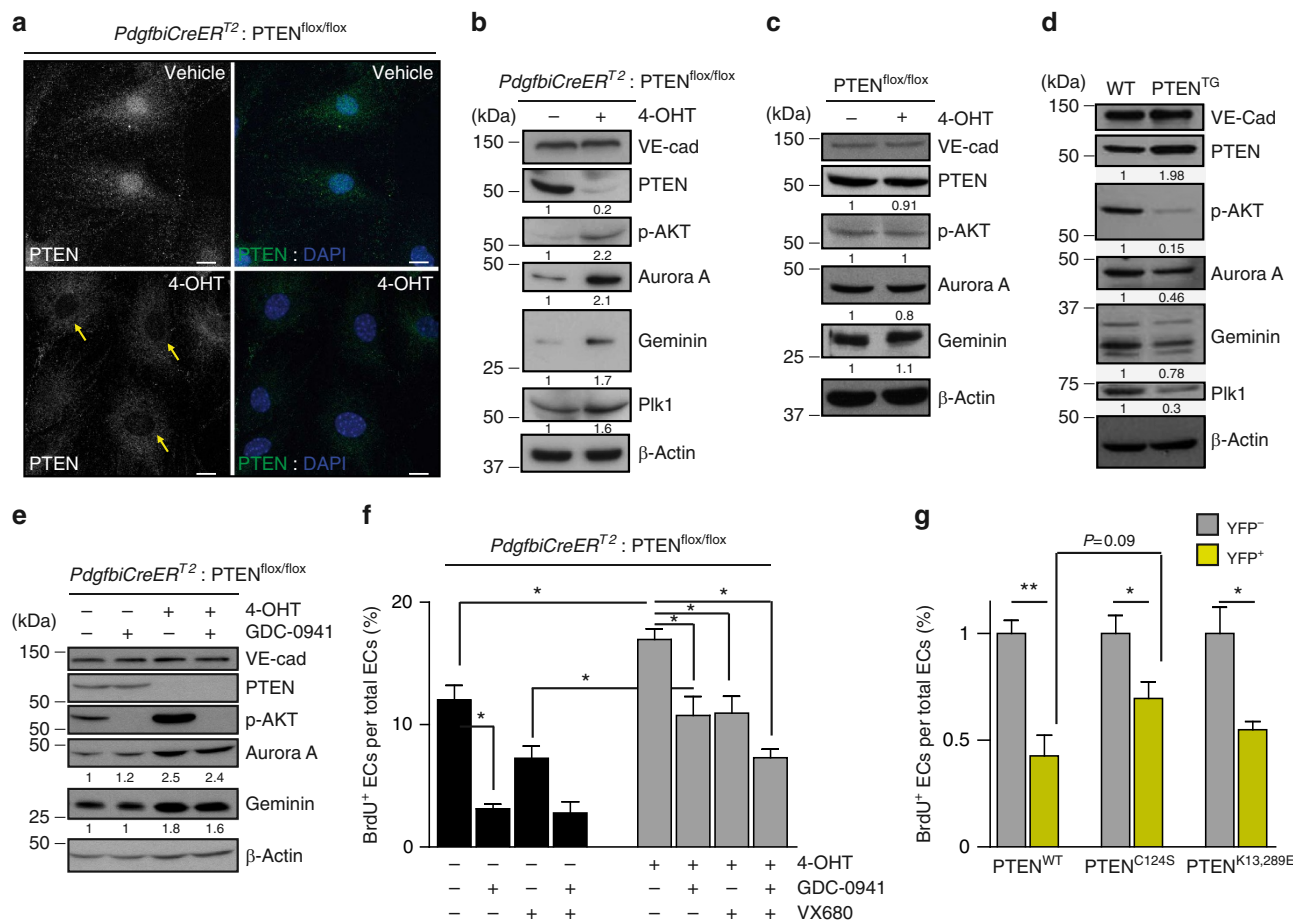 a
PdgfbiCreER^T2 : PTEN^flox/flox
Vehicle
Vehicle
PTEN
PTEN : DAPI
4-OHT
4-OHT
PTEN
PTEN : DAPI
b
PdgfbiCreER^T2 : PTEN^flox/flox
(kDa) – + 4-OHT
150 VE-cad
50 PTEN
1 0.2
50 p-AKT
1 2.2
50 Aurora A
1 2.1
Geminin
25
1 1.7
50 Plk1
1 1.6
37 β-Actin
c
PTEN^flox/flox
(kDa) – + 4-OHT
150 VE-cad
50 PTEN
1 0.91
50 p-AKT
1 1
50 Aurora A
1 0.8
25 Geminin
1 1.1
37 β-Actin
d
(kDa) WT PTEN^TG
150 VE-Cad
50 PTEN
1 1.98
p-AKT
50
1 0.15
50 Aurora A
1 0.46
37 Geminin
1 0.78
75 Plk1
1 0.3
50 β-Actin
e
PdgfbiCreER^T2 : PTEN^flox/flox
(kDa) – – + + 4-OHT
– + – + GDC-0941
150 VE-cad
50 PTEN
50 p-AKT
50 Aurora A
1 1.2 2.5 2.4
25 Geminin
1 1 1.8 1.6
50 β-Actin
f
PdgfbiCreER^T2 : PTEN^flox/flox
BrdU+ ECs per total ECs (%)
20
10
0
* * * * * * *
– – – – + + + + 4-OHT
– + – + – + – + GDC-0941
– – + + – – + + VX680
g
YFP–
YFP+
P=0.09
** * *
BrdU+ ECs per total ECs (%)
1
0.5
0
PTEN^WT PTEN^C124S PTEN^K13,289E